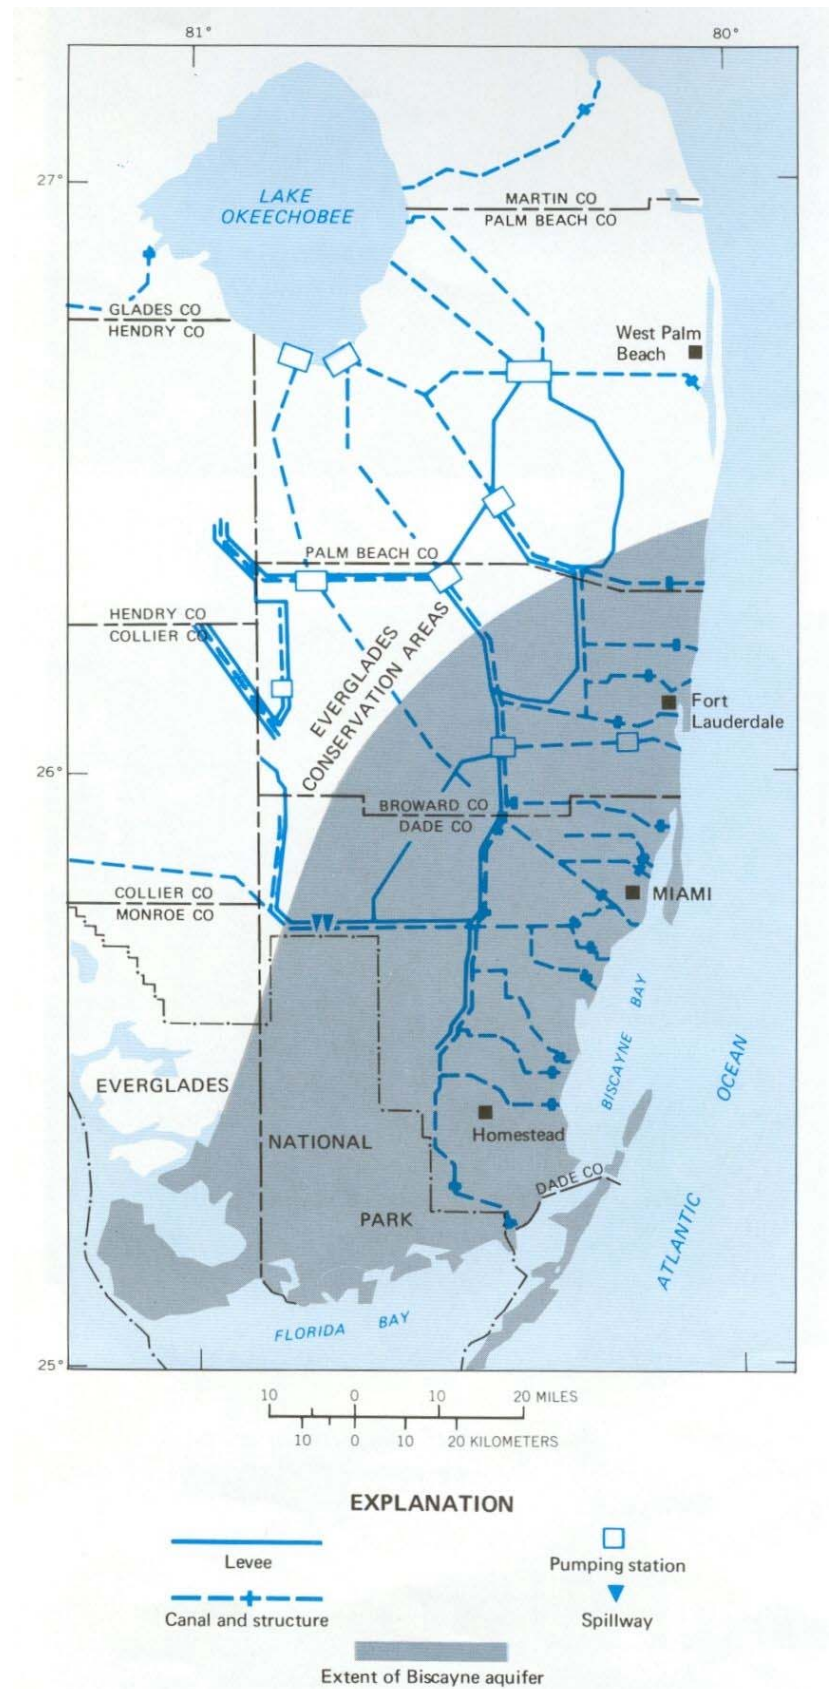 81°
80°
27°
LAKE
OKEECHOBEE
MARTIN CO
PALM BEACH CO
GLADES CO
HENDRY CO
West Palm
Beach
PALM BEACH CO
HENDRY CO
COLLIER CO
EVERGLADES
CONSERVATION AREAS
Fort
Lauderdale
26°
BROWARD CO
DADE CO
COLLIER CO
MONROE CO
MIAMI
BISCAYNE BAY
OCEAN
EVERGLADES
NATIONAL
Homestead
DADE CO
PARK
ATLANTIC
FLORIDA BAY
25°
10 0 10 20 MILES
10 0 10 20 KILOMETERS
EXPLANATION
Levee
Pumping station
Canal and structure
Spillway
Extent of Biscayne aquifer